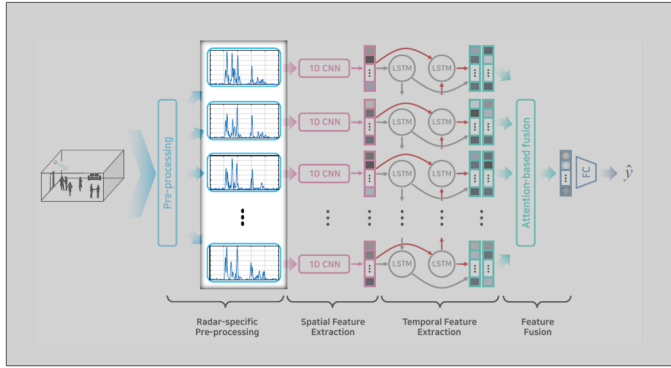 Pre-processing
1D CNN
LSTM
LSTM
1D CNN
LSTM
LSTM
1D CNN
LSTM
LSTM
1D CNN
LSTM
LSTM
Attention-based fusion
FC
ŷ
Radar-specific
Pre-processing
Spatial Feature
Extraction
Temporal Feature
Extraction
Feature
Fusion